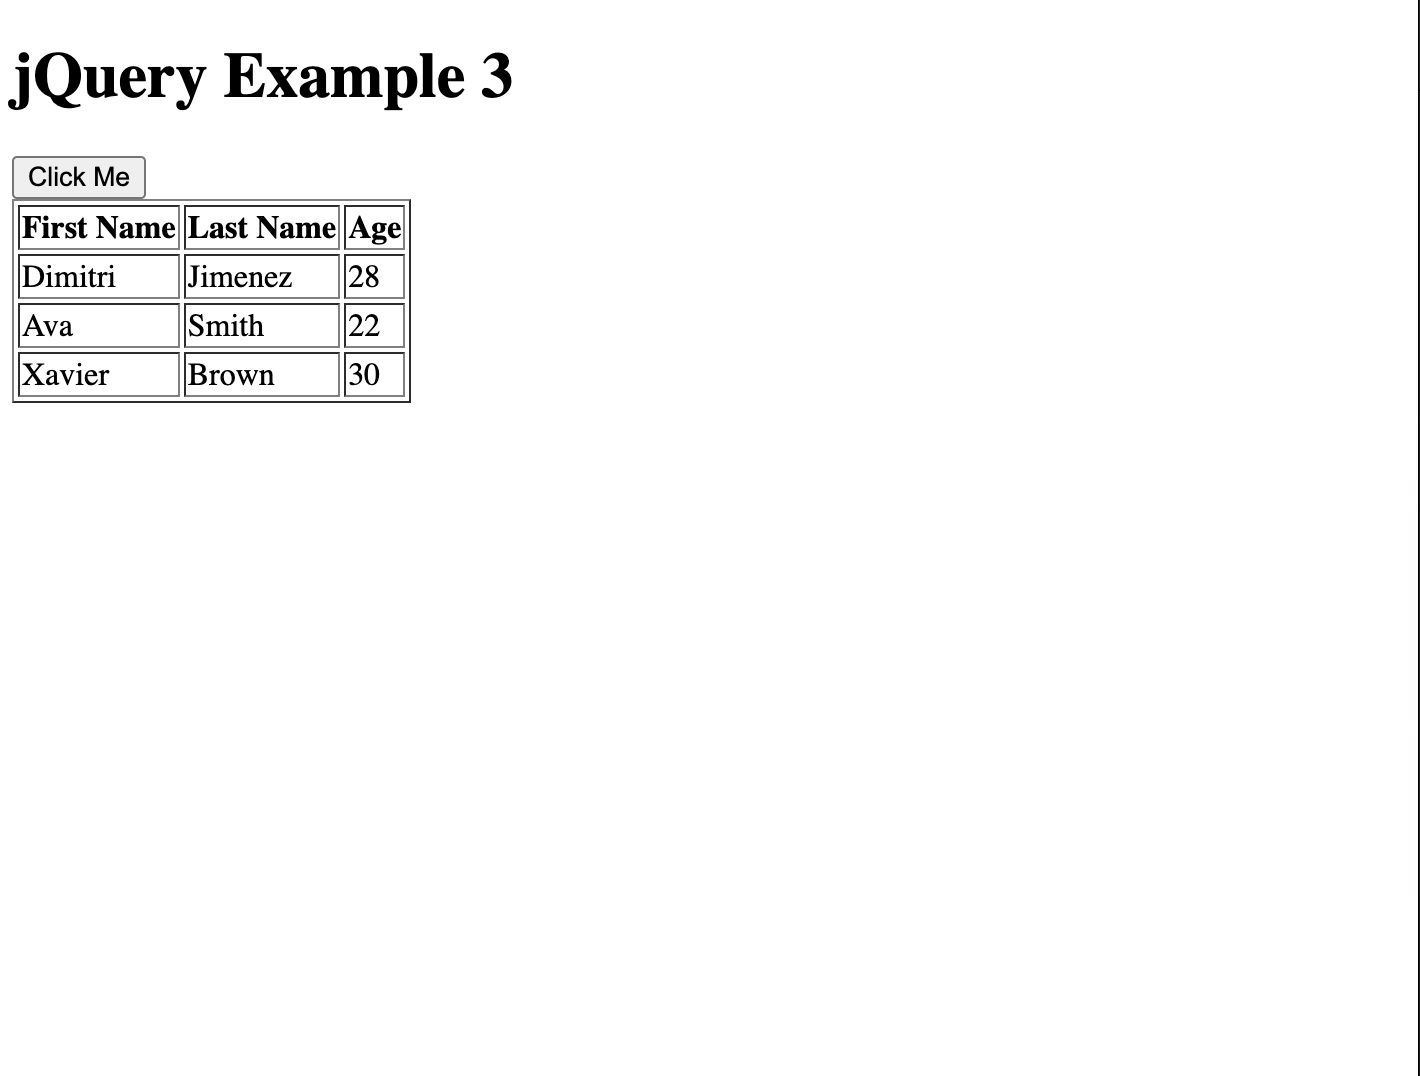 jQuery Example 3
Click Me
First Name Last Name Age
Dimitri Jimenez 28
Ava Smith 22
Xavier Brown 30